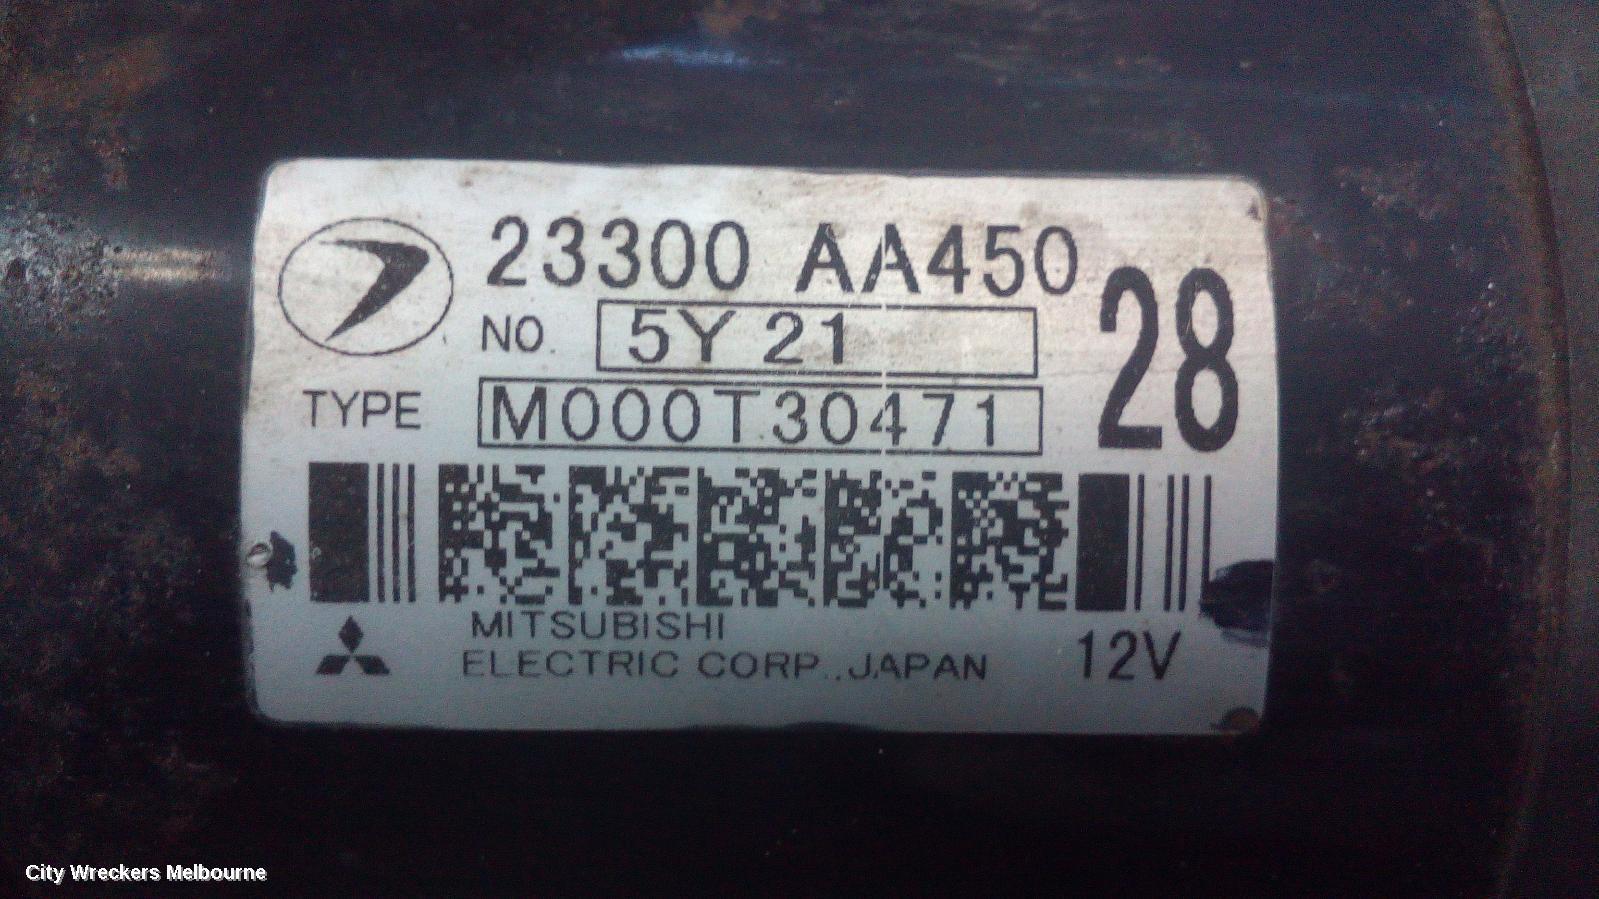 23300 AA450
NO. 5Y 21
28
TYPE M000T30471
MITSUBISHI
ELECTRIC CORP., JAPAN
12V
City Wreckers Melbourne